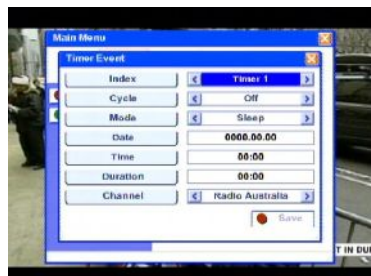 Main Menu
Timer Event
Index Timer 1
Cycle Off
Mode Sleep
Date 0000.00.00
Time 00:00
Duration 00:00
Channel Radio Australia
Save
T IN DU